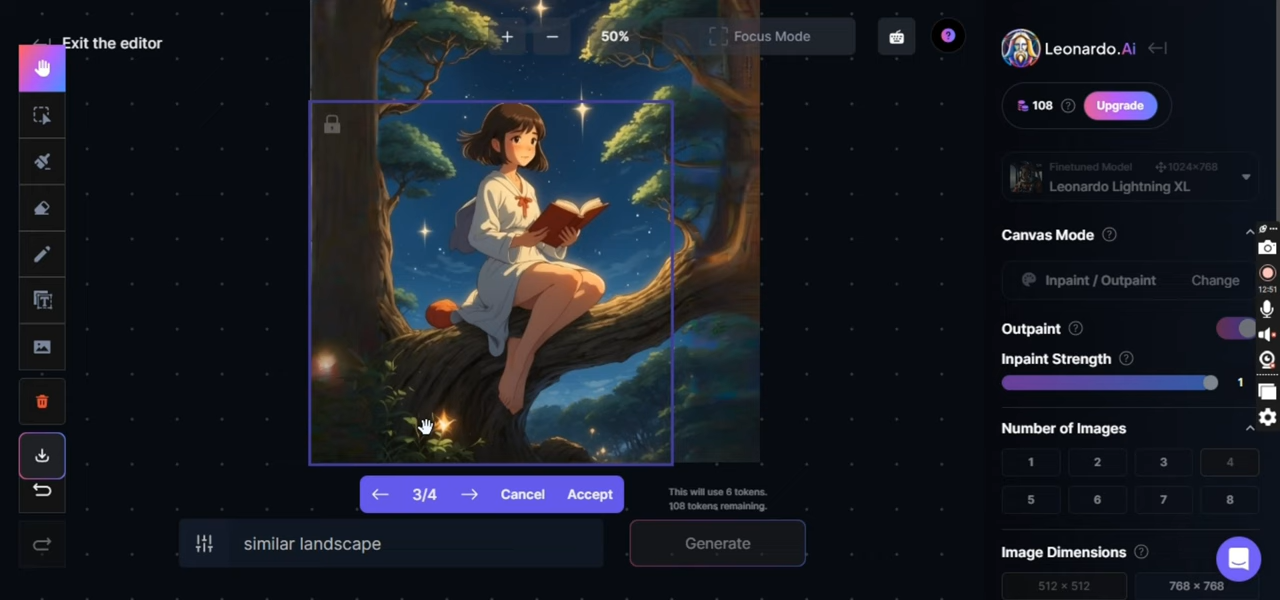 Exit the editor
50%
Focus Mode
3/4
Cancel
Accept
This will use 6 tokens.
108 tokens remaining.
similar landscape
Generate
Leonardo.Ai
108
Upgrade
Finetuned Model
1024×768
Leonardo Lightning XL
Canvas Mode
Inpaint / Outpaint
Change
Outpaint
Inpaint Strength
1
Number of Images
1 2 3 4
5 6 7 8
Image Dimensions
512 × 512
768 × 768
12:51